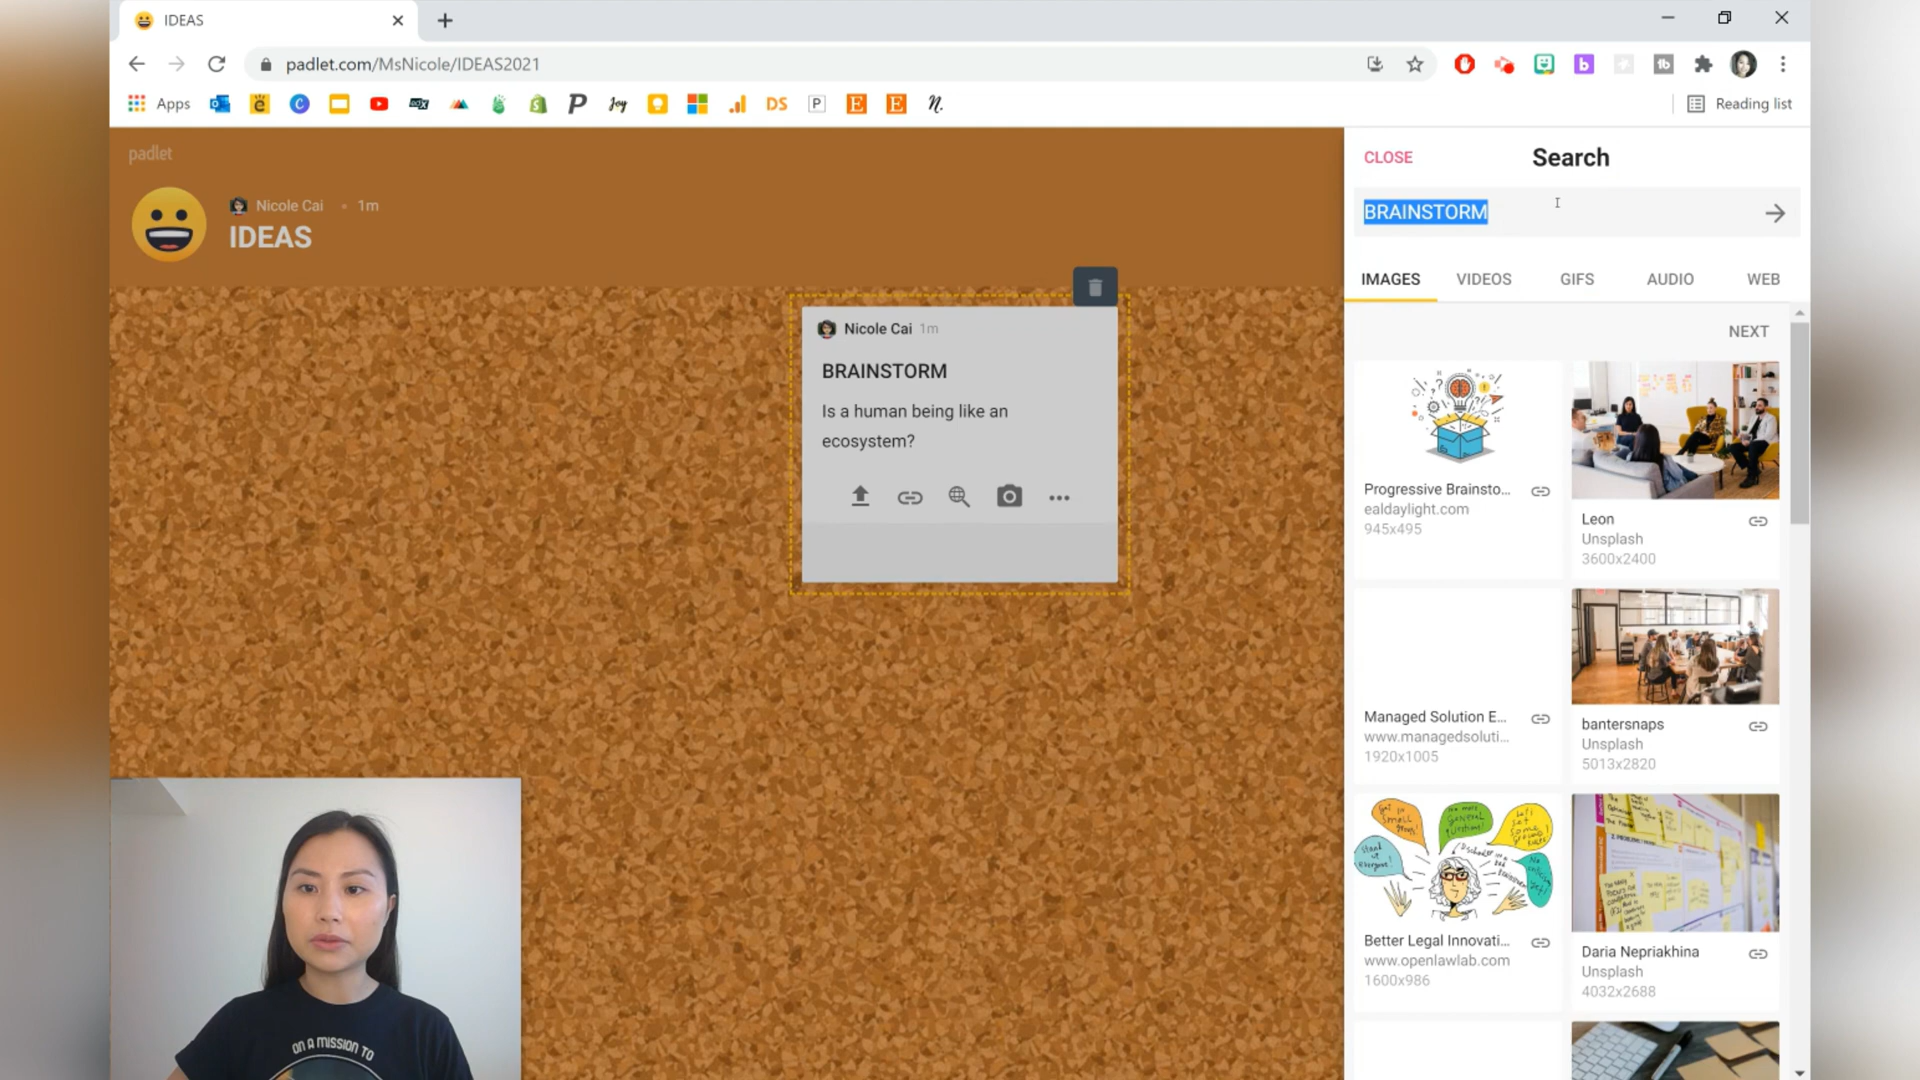 IDEAS
padlet.com/MsNicole/IDEAS2021
Apps
Joy
DS
P
E
E
n.
Reading list
padlet
Nicole Cai • 1m
IDEAS
Nicole Cai 1m
BRAINSTORM
Is a human being like an
ecosystem?
CLOSE
Search
BRAINSTORM
IMAGES
VIDEOS
GIFS
AUDIO
WEB
NEXT
Progressive Brainsto...
ealdaylight.com
945x495
Leon
Unsplash
3600x2400
Managed Solution E...
www.managedsoluti...
1920x1005
bantersnaps
Unsplash
5013x2820
Better Legal Innovati...
www.openlawlab.com
1600x986
Daria Nepriakhina
Unsplash
4032x2688
ON A MISSION TO